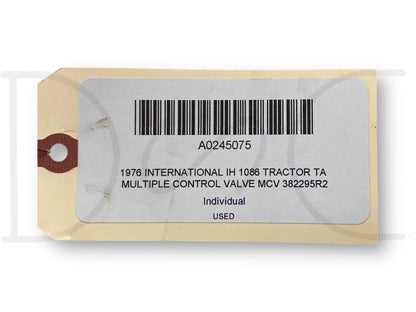 A0245075
1976 INTERNATIONAL IH 1086 TRACTOR TA
MULTIPLE CONTROL VALVE MCV 382295R2
Individual
USED